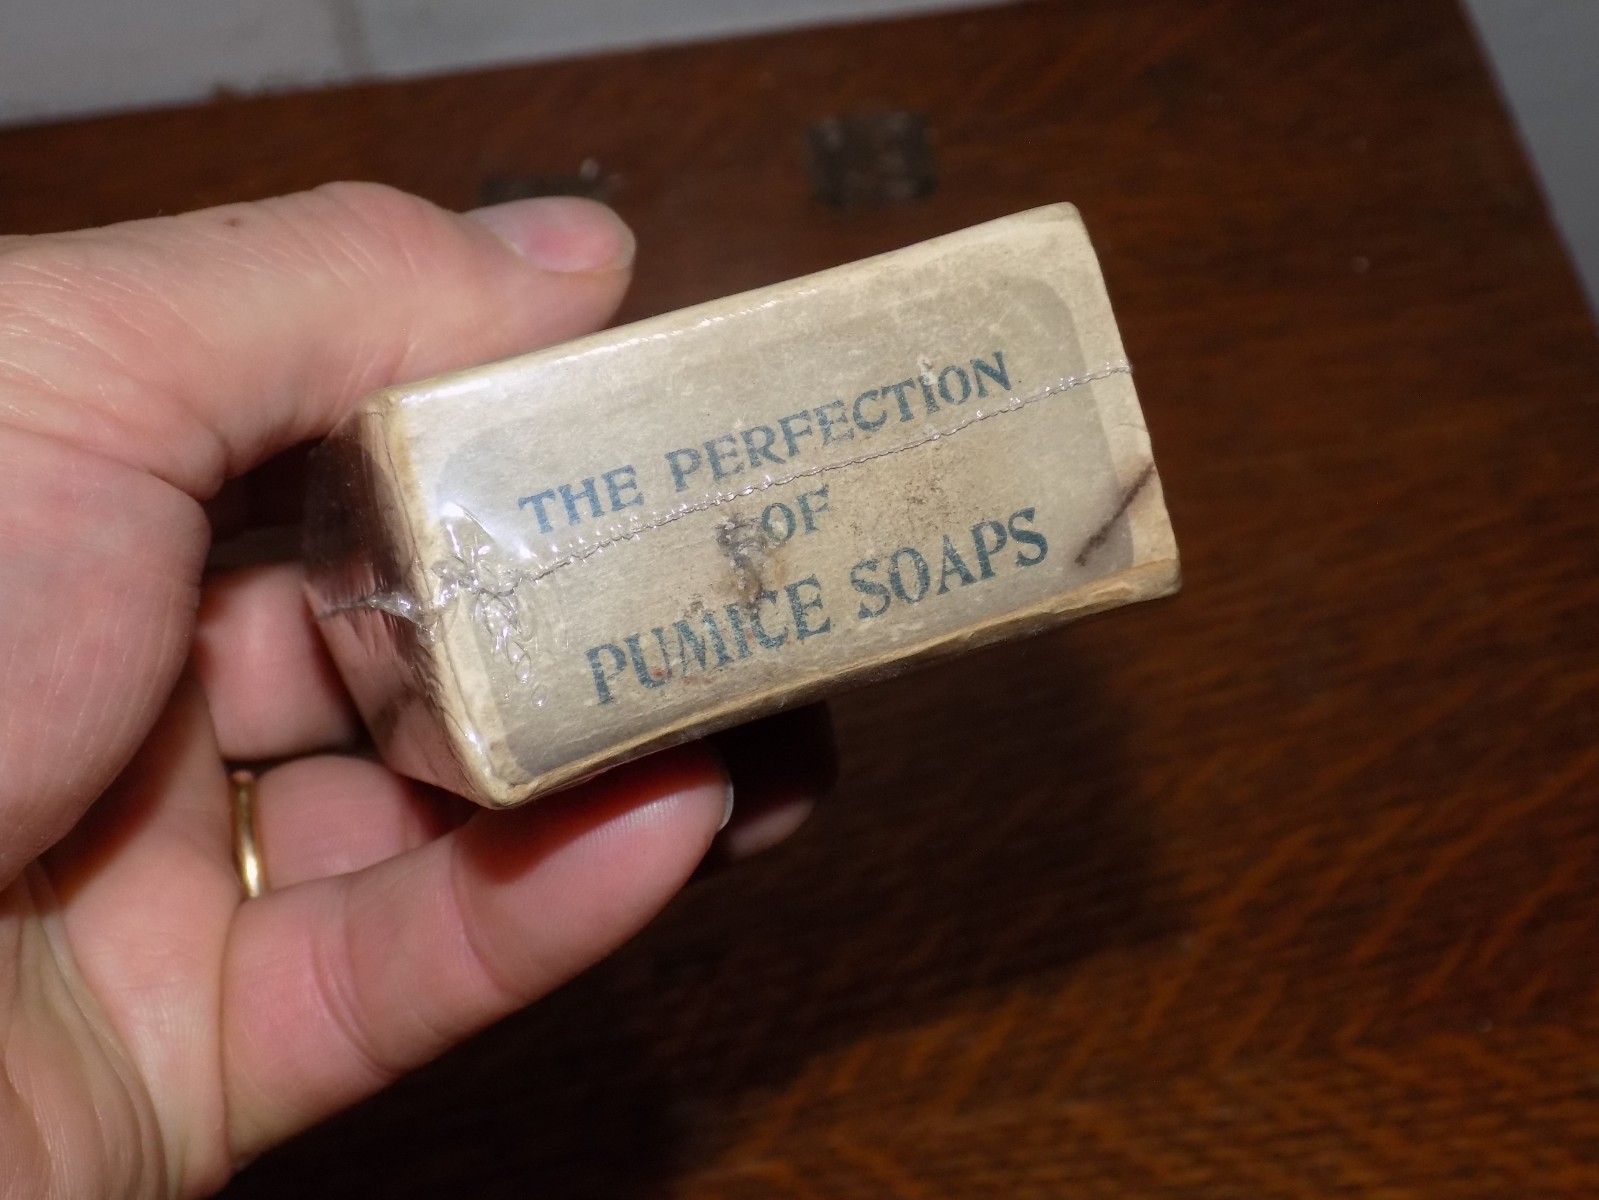 THE PERFECTION
OF
PUMICE SOAPS